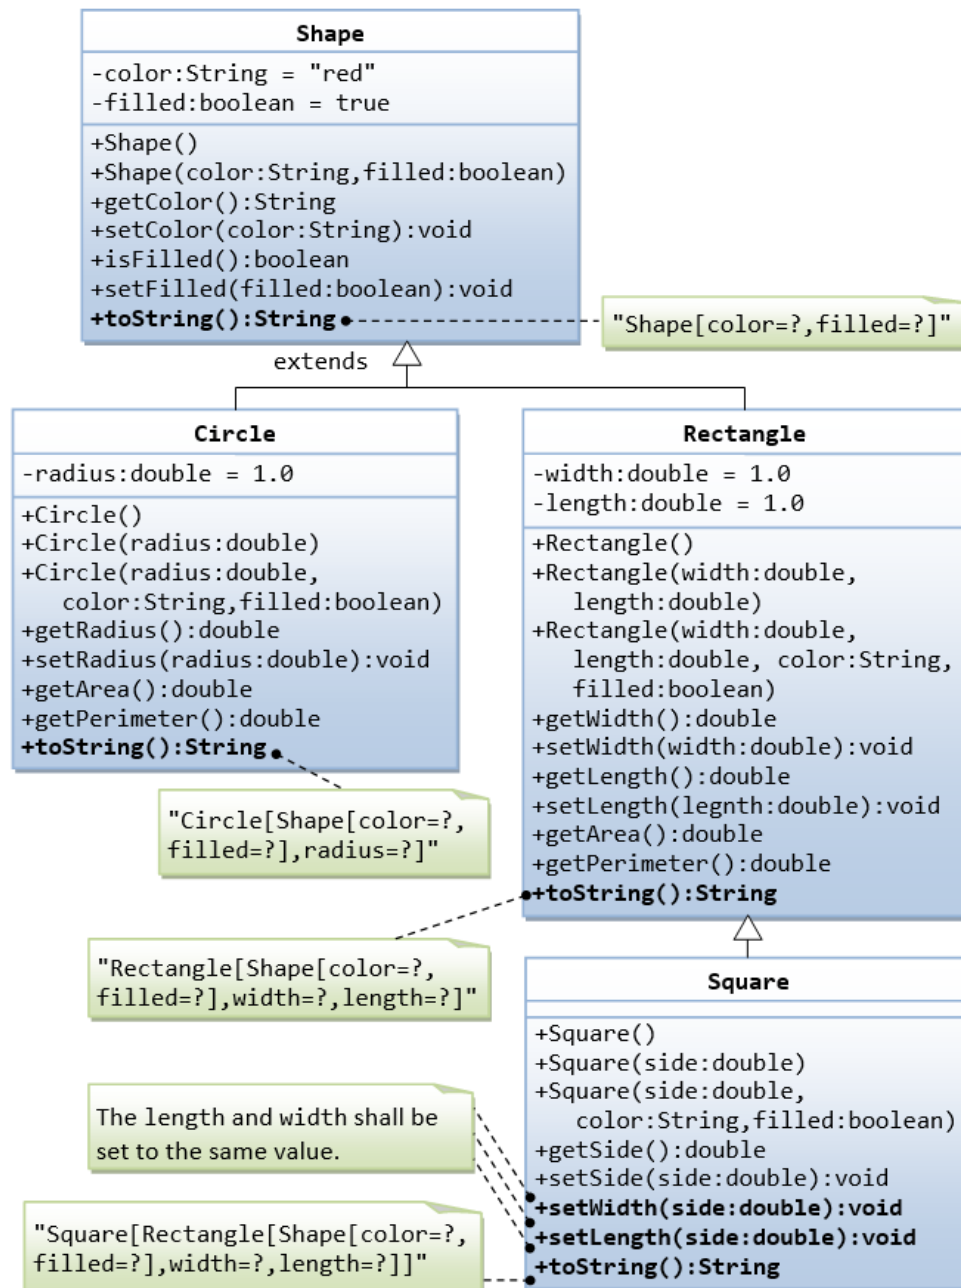 Shape
-color:String = "red"
-filled:boolean = true
+Shape()
+Shape(color:String,filled:boolean)
+getColor():String
+setColor(color:String):void
+isFilled():boolean
+setFilled(filled:boolean):void
+toString():String
"Shape[color=?,filled=?]"
extends
Circle
-radius:double = 1.0
+Circle()
+Circle(radius:double)
+Circle(radius:double,
color:String,filled:boolean)
+getRadius():double
+setRadius(radius:double):void
+getArea():double
+getPerimeter():double
+toString():String
"Circle[Shape[color=?,
filled=?],radius=?]"
Rectangle
-width:double = 1.0
-length:double = 1.0
+Rectangle()
+Rectangle(width:double,
length:double)
+Rectangle(width:double,
length:double, color:String,
filled:boolean)
+getWidth():double
+setWidth(width:double):void
+getLength():double
+setLength(legnth:double):void
+getArea():double
+getPerimeter():double
+toString():String
"Rectangle[Shape[color=?,
filled=?],width=?,length=?]"
Square
+Square()
+Square(side:double)
+Square(side:double,
color:String,filled:boolean)
+getSide():double
+setSide(side:double):void
+setWidth(side:double):void
+setLength(side:double):void
+toString():String
The length and width shall be
set to the same value.
"Square[Rectangle[Shape[color=?,
filled=?],width=?,length=?]]"